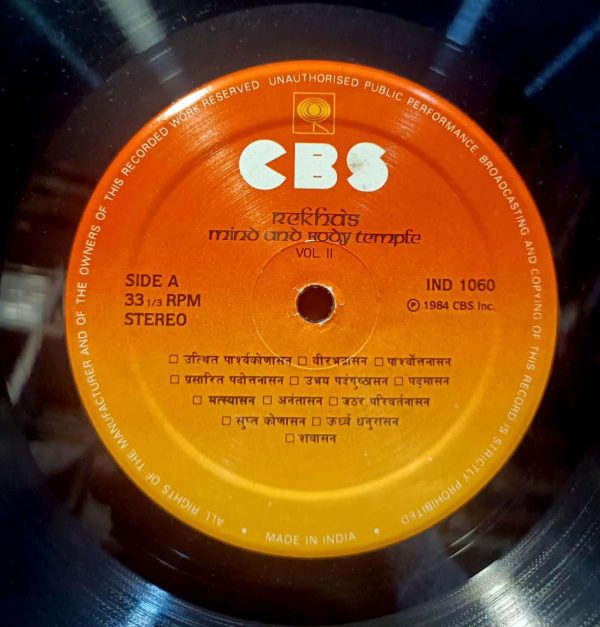 ALL RIGHTS OF THE MANUFACTURER AND OF THE OWNERS OF THIS RECORDED WORK RESERVED. UNAUTHORISED PUBLIC PERFORMANCE BROADCASTING AND COPYING OF THIS RECORD IS STRICTLY PROHIBITED
CBS
Rekha's
mind and Body temple
VOL. II
SIDE A
33 1/3 RPM
STEREO
IND 1060
℗ 1984 CBS Inc.
□ उत्थित पार्श्वकोणासन □ वीरभद्रासन □ पार्श्वोत्तनासन
□ प्रसारित पदोत्तनासन □ उभय पदंगुष्ठासन □ पद्मासन
□ मत्स्यासन □ अनंतासन □ जठर परिवर्तनासन
□ सुप्त कोणासन □ ऊर्ध्व धनुरासन
□ शवासन
• MADE IN INDIA •